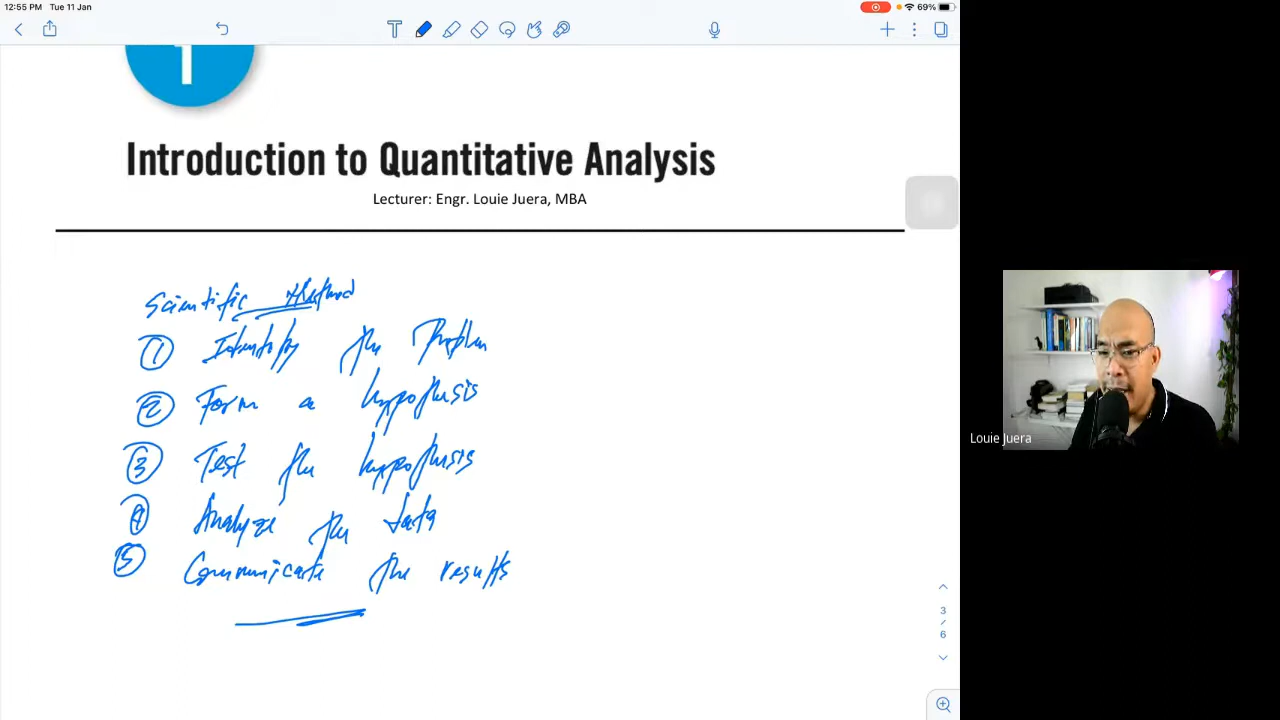 12:55 PM Tue 11 Jan
69%
1
Introduction to Quantitative Analysis
Lecturer: Engr. Louie Juera, MBA
Scientific Method
1 Identify the Problem
2 Form a hypothesis
3 Test the hypothesis
4 Analyze the data
5 Communicate the results
3
/
6
Louie Juera